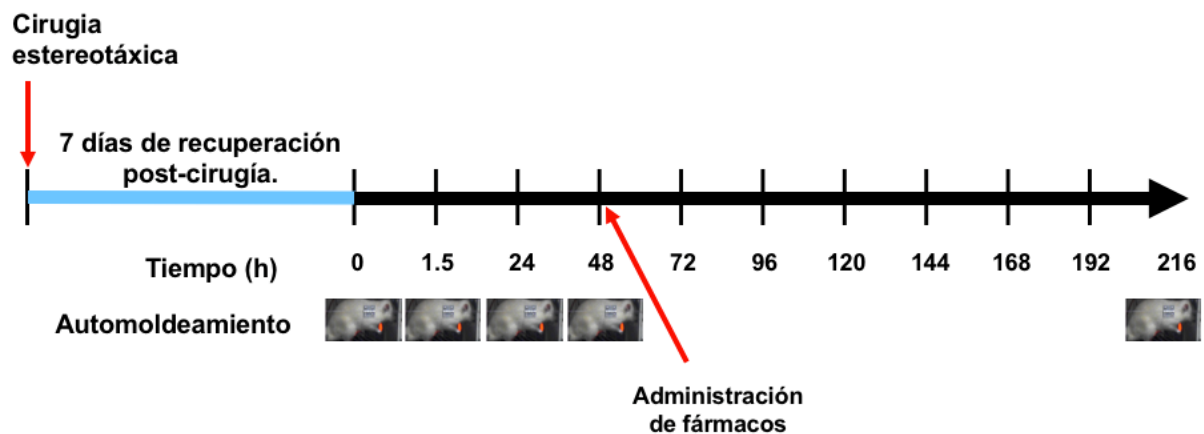 Cirugia
estereotáxica
7 días de recuperación
post-cirugía.
Tiempo (h) 0 1.5 24 48 72 96 120 144 168 192 216
Automoldeamiento
Administración
de fármacos